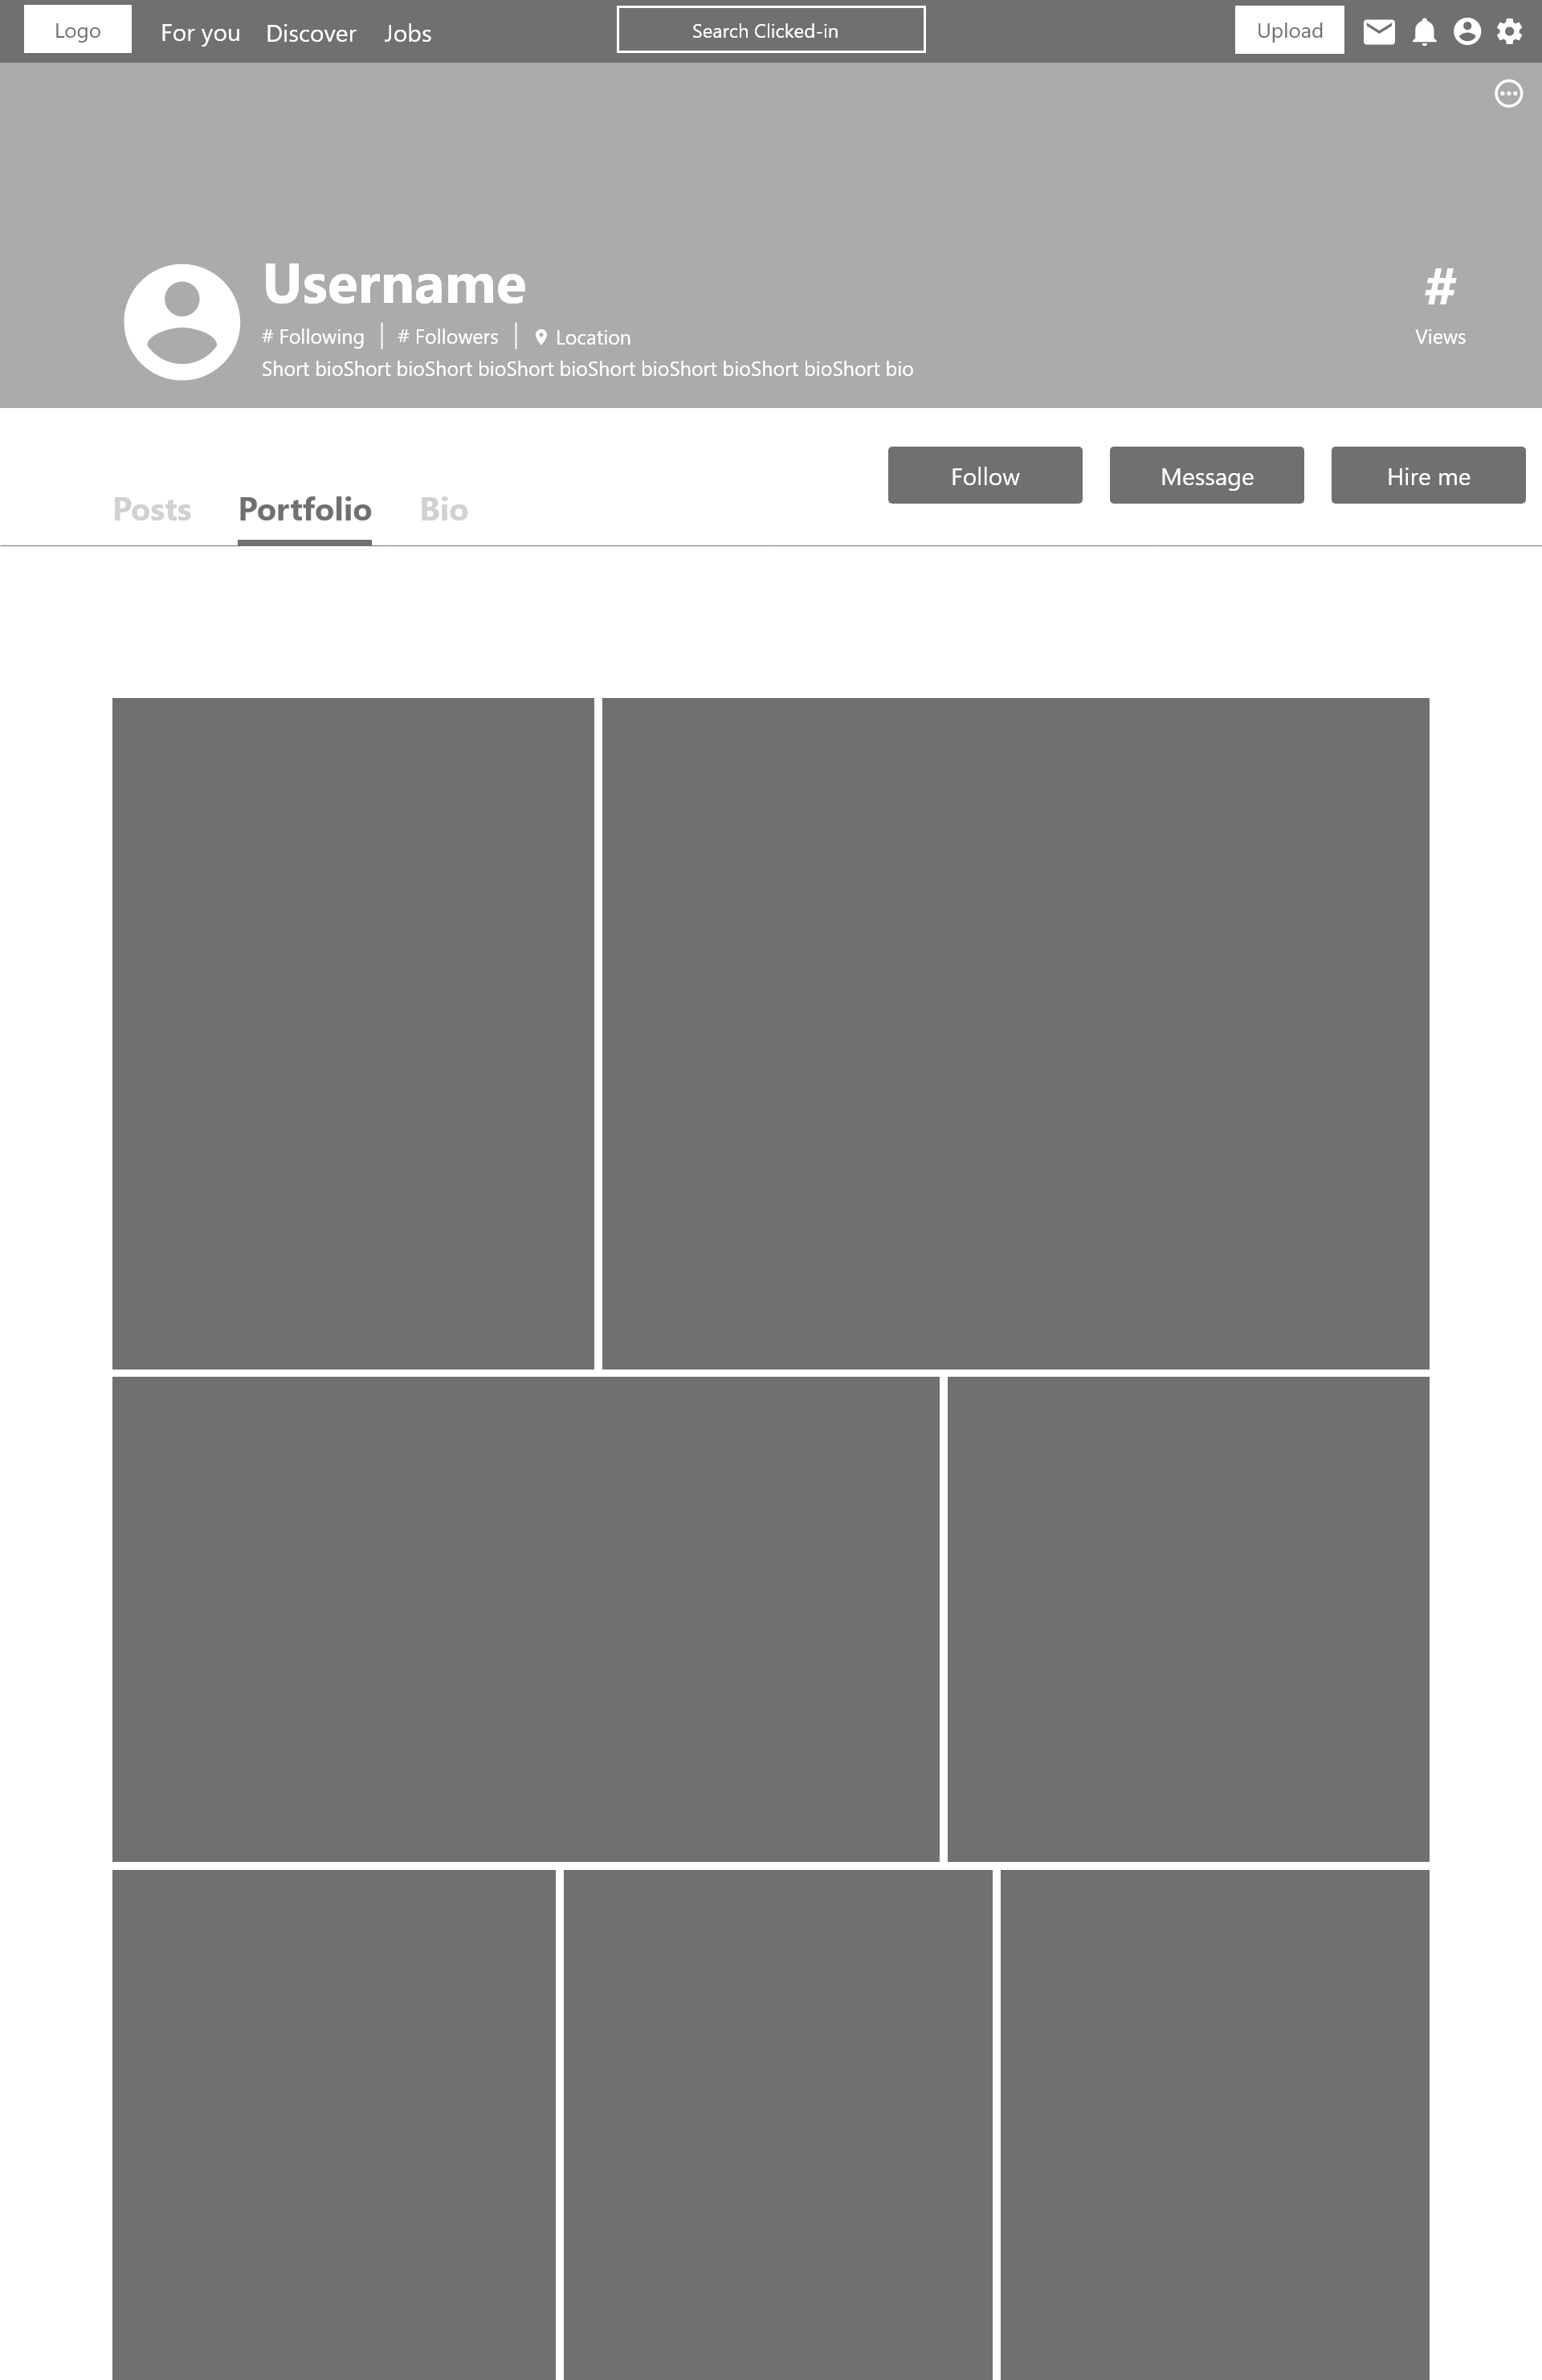 Logo For you Discover Jobs Search Clicked-in Upload
Username #
# Following # Followers Location Views
Short bioShort bioShort bioShort bioShort bioShort bioShort bioShort bio
Follow Message Hire me
Posts Portfolio Bio